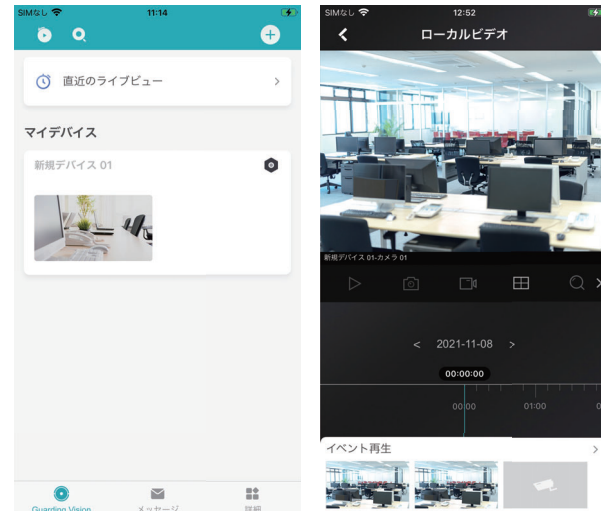 SIMなし
11:14
直近のライブビュー
マイデバイス
新規デバイス 01
Guarding Vision
メッセージ
詳細
SIMなし
12:52
ローカルビデオ
新規デバイス 01-カメラ 01
< 2021-11-08 >
00:00:00
00:00
01:00
0
イベント再生